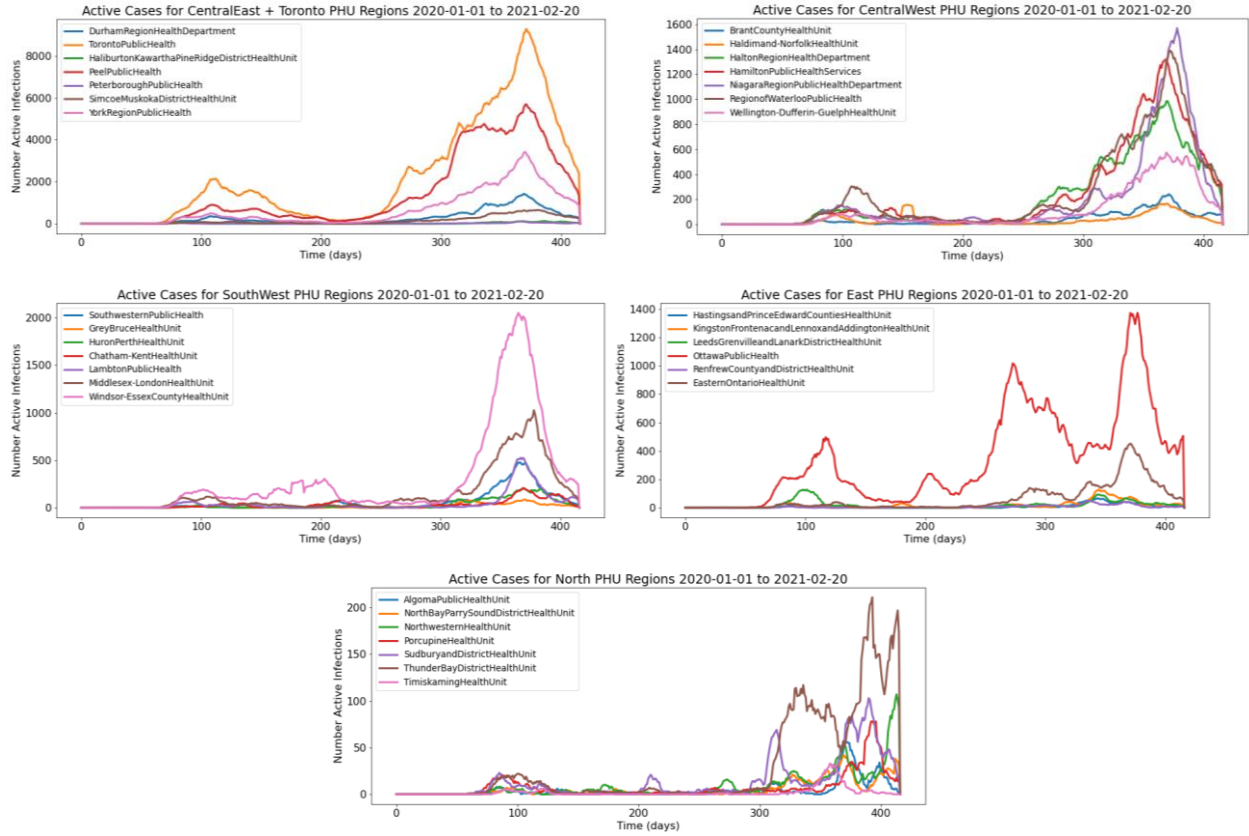 Active Cases for CentralEast + Toronto PHU Regions 2020-01-01 to 2021-02-20
DurhamRegionHealthDepartment
TorontoPublicHealth
HaliburtonKawarthaPineRidgeDistrictHealthUnit
PeelPublicHealth
PeterboroughPublicHealth
SimcoeMuskokaDistrictHealthUnit
YorkRegionPublicHealth
Number Active Infections
8000
6000
4000
2000
0
0 100 200 300 400
Time (days)
Active Cases for CentralWest PHU Regions 2020-01-01 to 2021-02-20
BrantCountyHealthUnit
Haldimand-NorfolkHealthUnit
HaltonRegionHealthDepartment
HamiltonPublicHealthServices
NiagaraRegionPublicHealthDepartment
RegionofWaterlooPublicHealth
Wellington-Dufferin-GuelphHealthUnit
Number Active Infections
1600
1400
1200
1000
800
600
400
200
0
0 100 200 300 400
Time (days)
Active Cases for SouthWest PHU Regions 2020-01-01 to 2021-02-20
SouthwesternPublicHealth
GreyBruceHealthUnit
HuronPerthHealthUnit
Chatham-KentHealthUnit
LambtonPublicHealth
Middlesex-LondonHealthUnit
Windsor-EssexCountyHealthUnit
Number Active Infections
2000
1500
1000
500
0
0 100 200 300 400
Time (days)
Active Cases for East PHU Regions 2020-01-01 to 2021-02-20
HastingsandPrinceEdwardCountiesHealthUnit
KingstonFrontenacandLennoxandAddingtonHealthUnit
LeedsGrenvilleandLanarkDistrictHealthUnit
OttawaPublicHealth
RenfrewCountyandDistrictHealthUnit
EasternOntarioHealthUnit
Number Active Infections
1400
1200
1000
800
600
400
200
0
0 100 200 300 400
Time (days)
Active Cases for North PHU Regions 2020-01-01 to 2021-02-20
AlgomaPublicHealthUnit
NorthBayParrySoundDistrictHealthUnit
NorthwesternHealthUnit
PorcupineHealthUnit
SudburyandDistrictHealthUnit
ThunderBayDistrictHealthUnit
TimiskamingHealthUnit
Number Active Infections
200
150
100
50
0
0 100 200 300 400
Time (days)